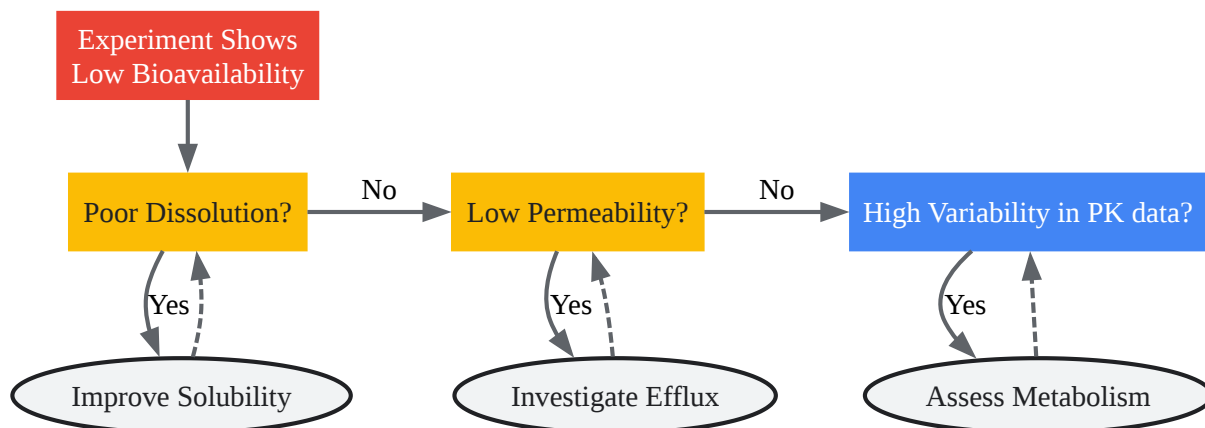 Experiment Shows
Low Bioavailability
Poor Dissolution?
No
Low Permeability?
No
High Variability in PK data?
Yes
Yes
Yes
Improve Solubility
Investigate Efflux
Assess Metabolism